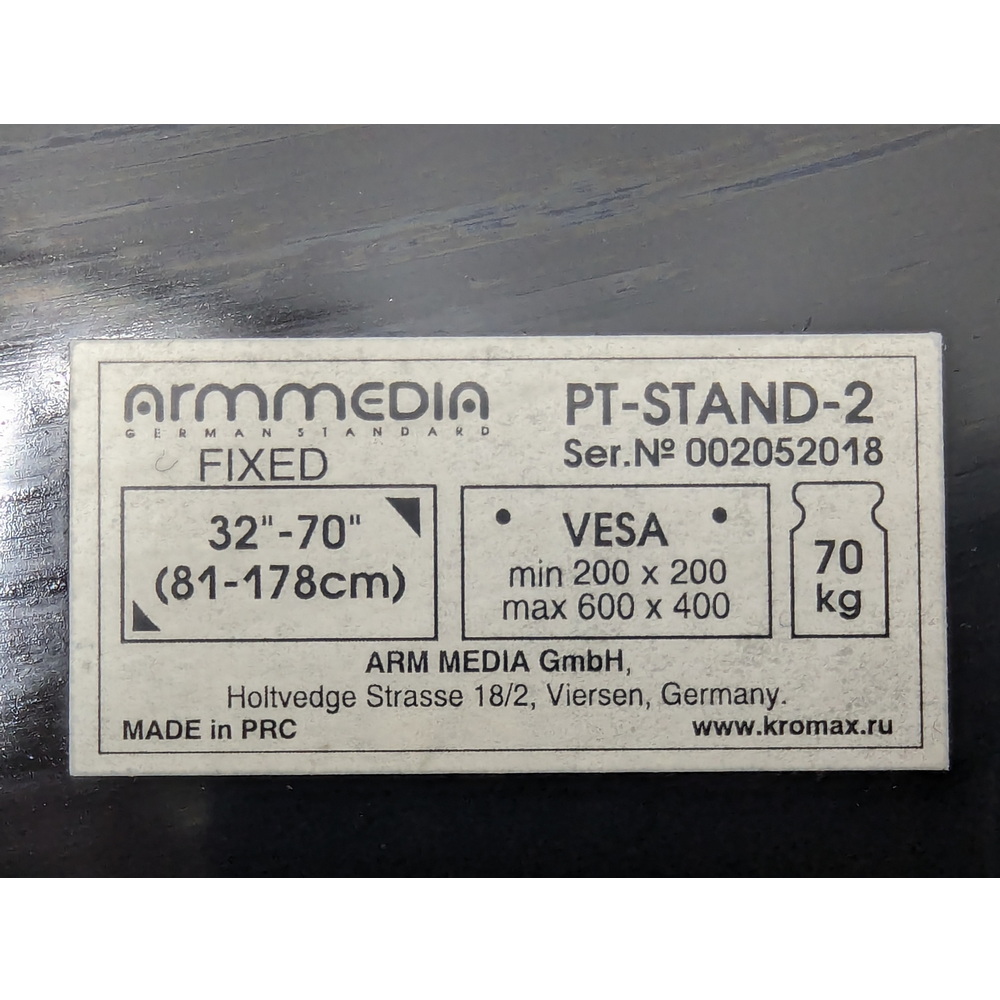 ARMMEDIA
GERMAN STANDARD
FIXED
PT-STAND-2
Ser.№ 002052018
32"-70"
(81-178cm)
VESA
min 200 x 200
max 600 x 400
70
kg
ARM MEDIA GmbH,
Holtvedge Strasse 18/2, Viersen, Germany.
MADE in PRC
www.kromax.ru